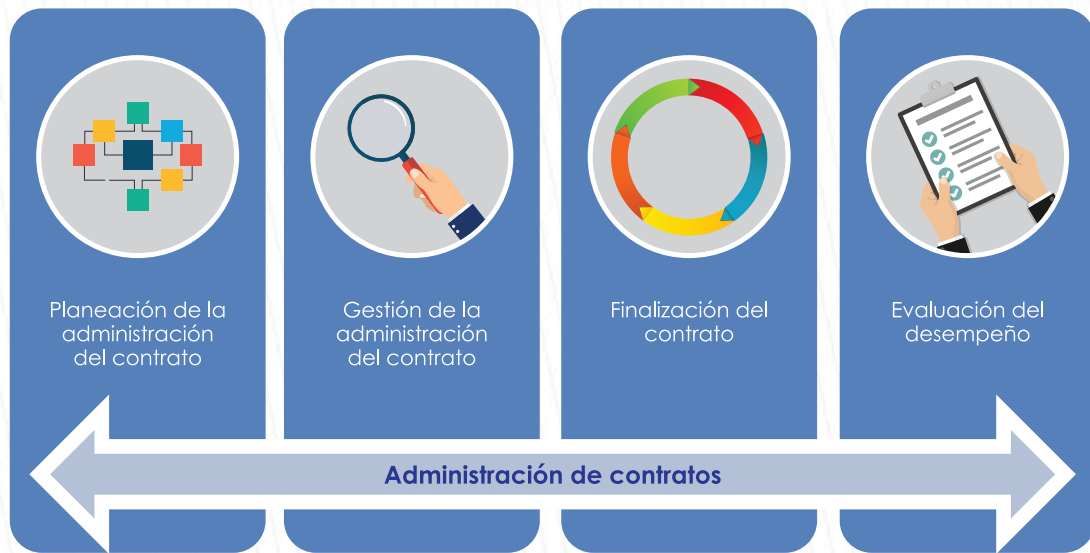 Planeación de la
administración
del contrato
Gestión de la
administración
del contrato
Finalización del
contrato
Evaluación del
desempeño
Administración de contratos